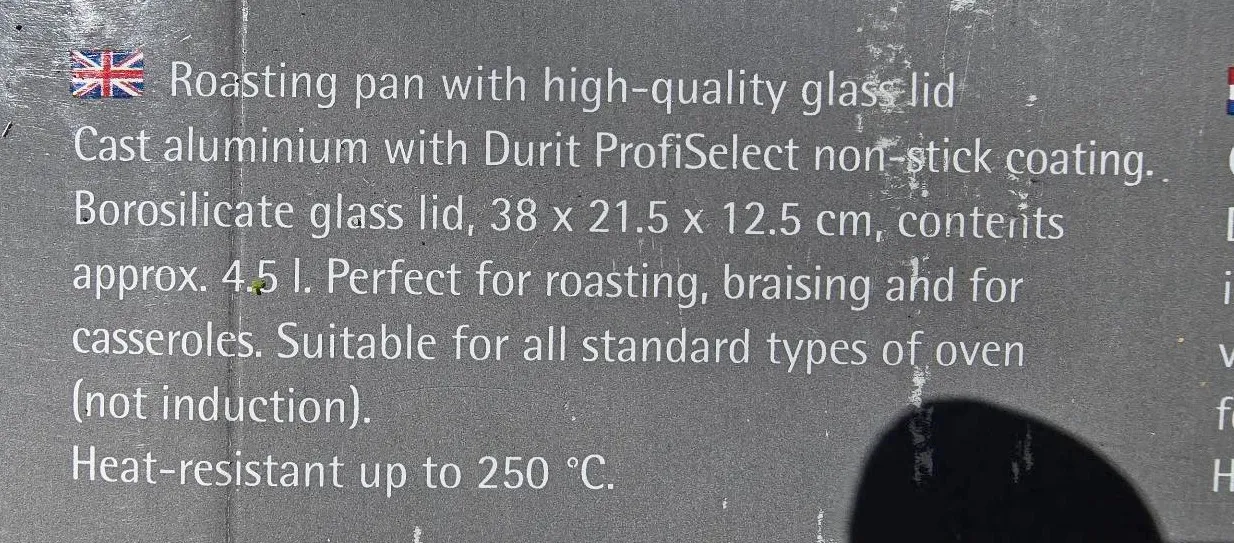 Roasting pan with high-quality glass lid
Cast aluminium with Durit ProfiSelect non-stick coating.
Borosilicate glass lid, 38 x 21.5 x 12.5 cm, contents
approx. 4.5 l. Perfect for roasting, braising and for
casseroles. Suitable for all standard types of oven
(not induction).
Heat-resistant up to 250 °C.